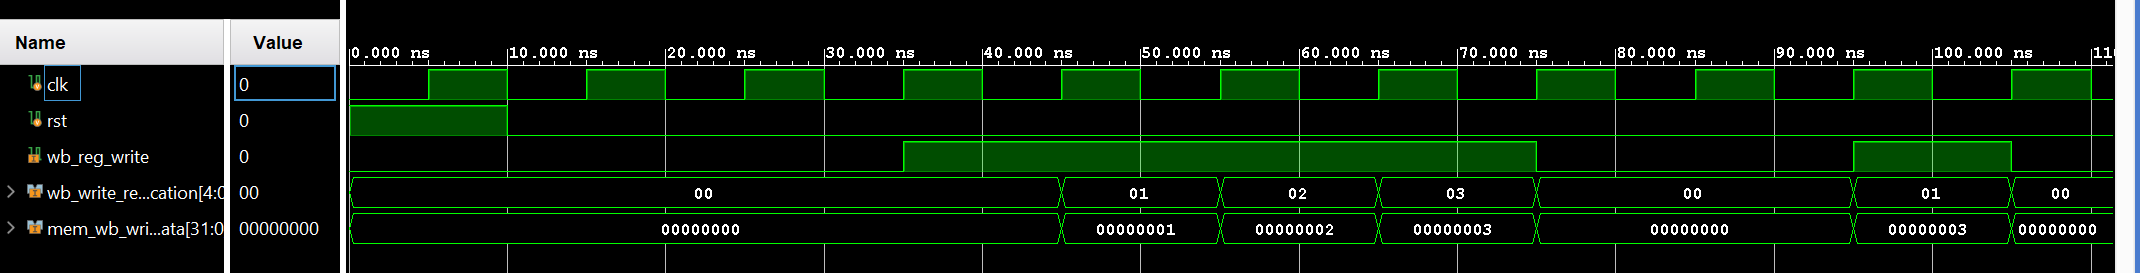 Name Value
0.000 ns 10.000 ns 20.000 ns 30.000 ns 40.000 ns 50.000 ns 60.000 ns 70.000 ns 80.000 ns 90.000 ns 100.000 ns 110
clk 0
rst 0
wb_reg_write 0
wb_write_re...cation[4:0 00 00 01 02 03 00 01 00
mem_wb_wri...ata[31:0 00000000 00000000 00000001 00000002 00000003 00000000 00000003 00000000